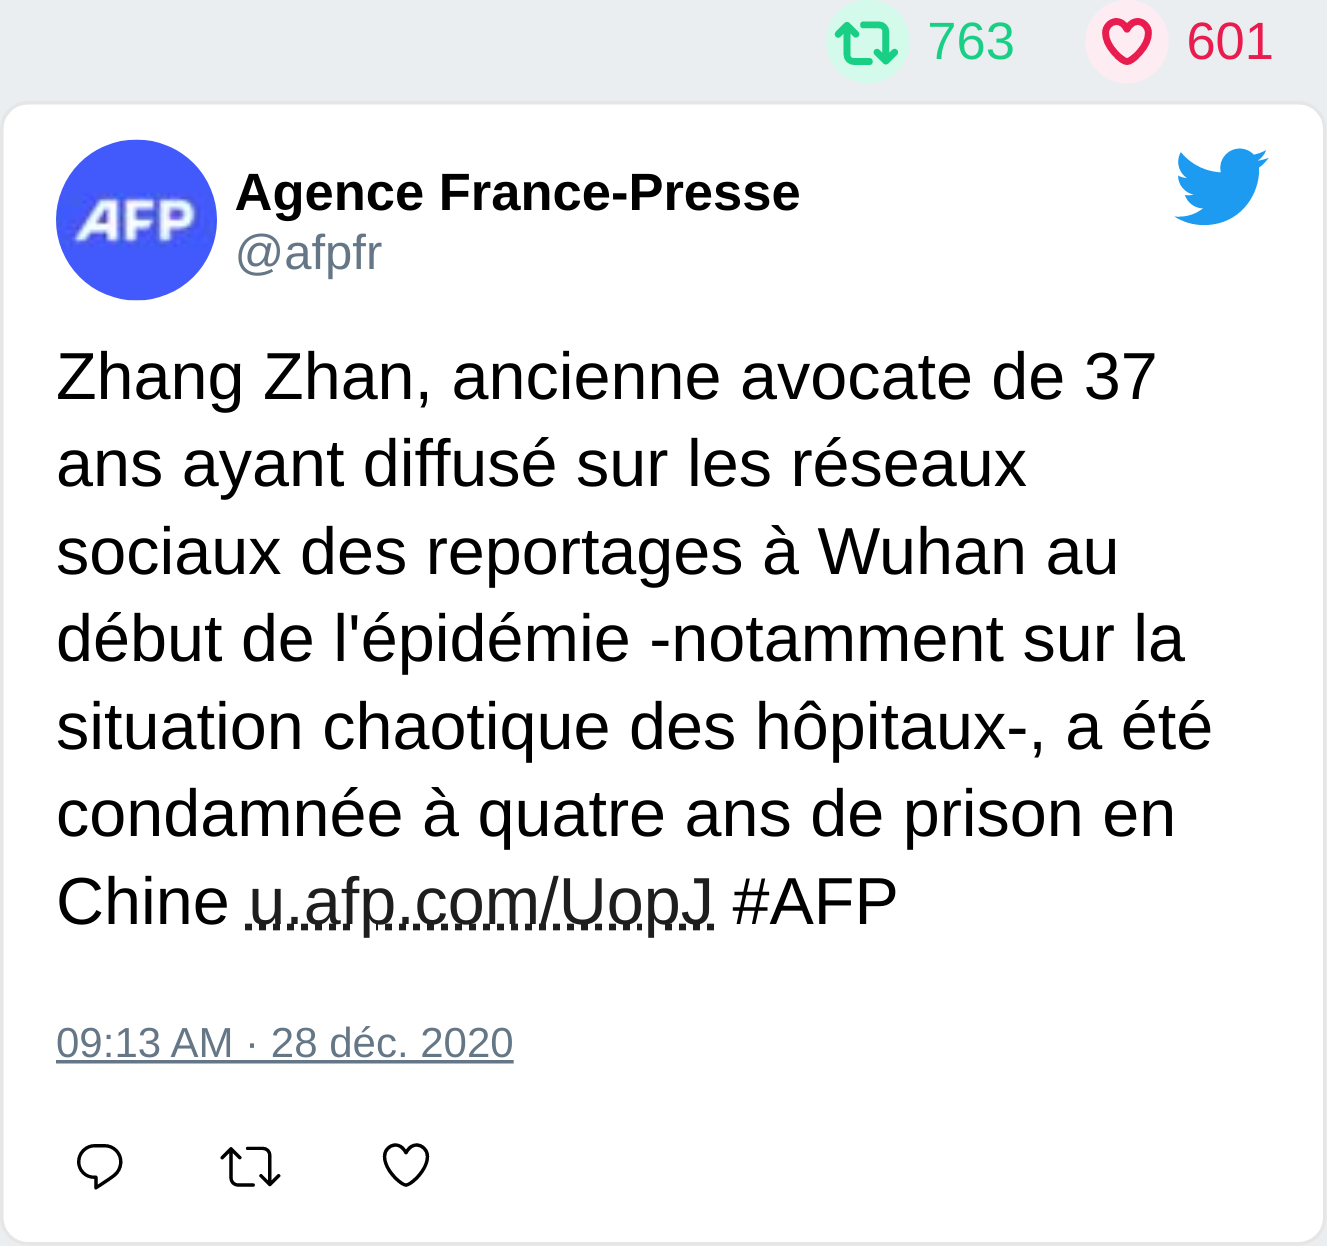 763 601
AFP
Agence France-Presse
@afpfr
Zhang Zhan, ancienne avocate de 37
ans ayant diffusé sur les réseaux
sociaux des reportages à Wuhan au
début de l'épidémie -notamment sur la
situation chaotique des hôpitaux-, a été
condamnée à quatre ans de prison en
Chine u.afp.com/UopJ #AFP
09:13 AM · 28 déc. 2020